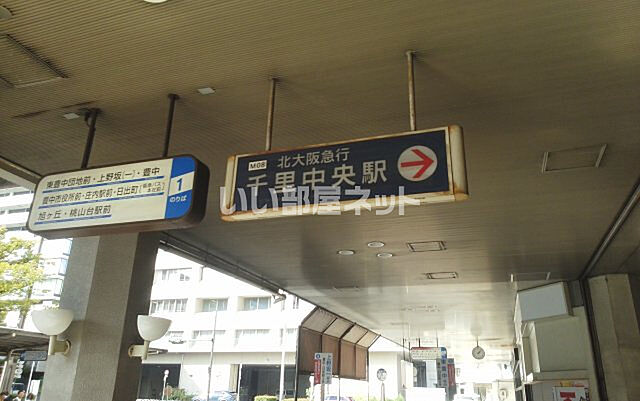 東豊中団地前・上野坂(一)・豊中
豊中市役所前・庄内駅前・日出町
旭ヶ丘・桃山台駅前
1
のりば
M08
北大阪急行
千里中央駅
いい部屋ネット